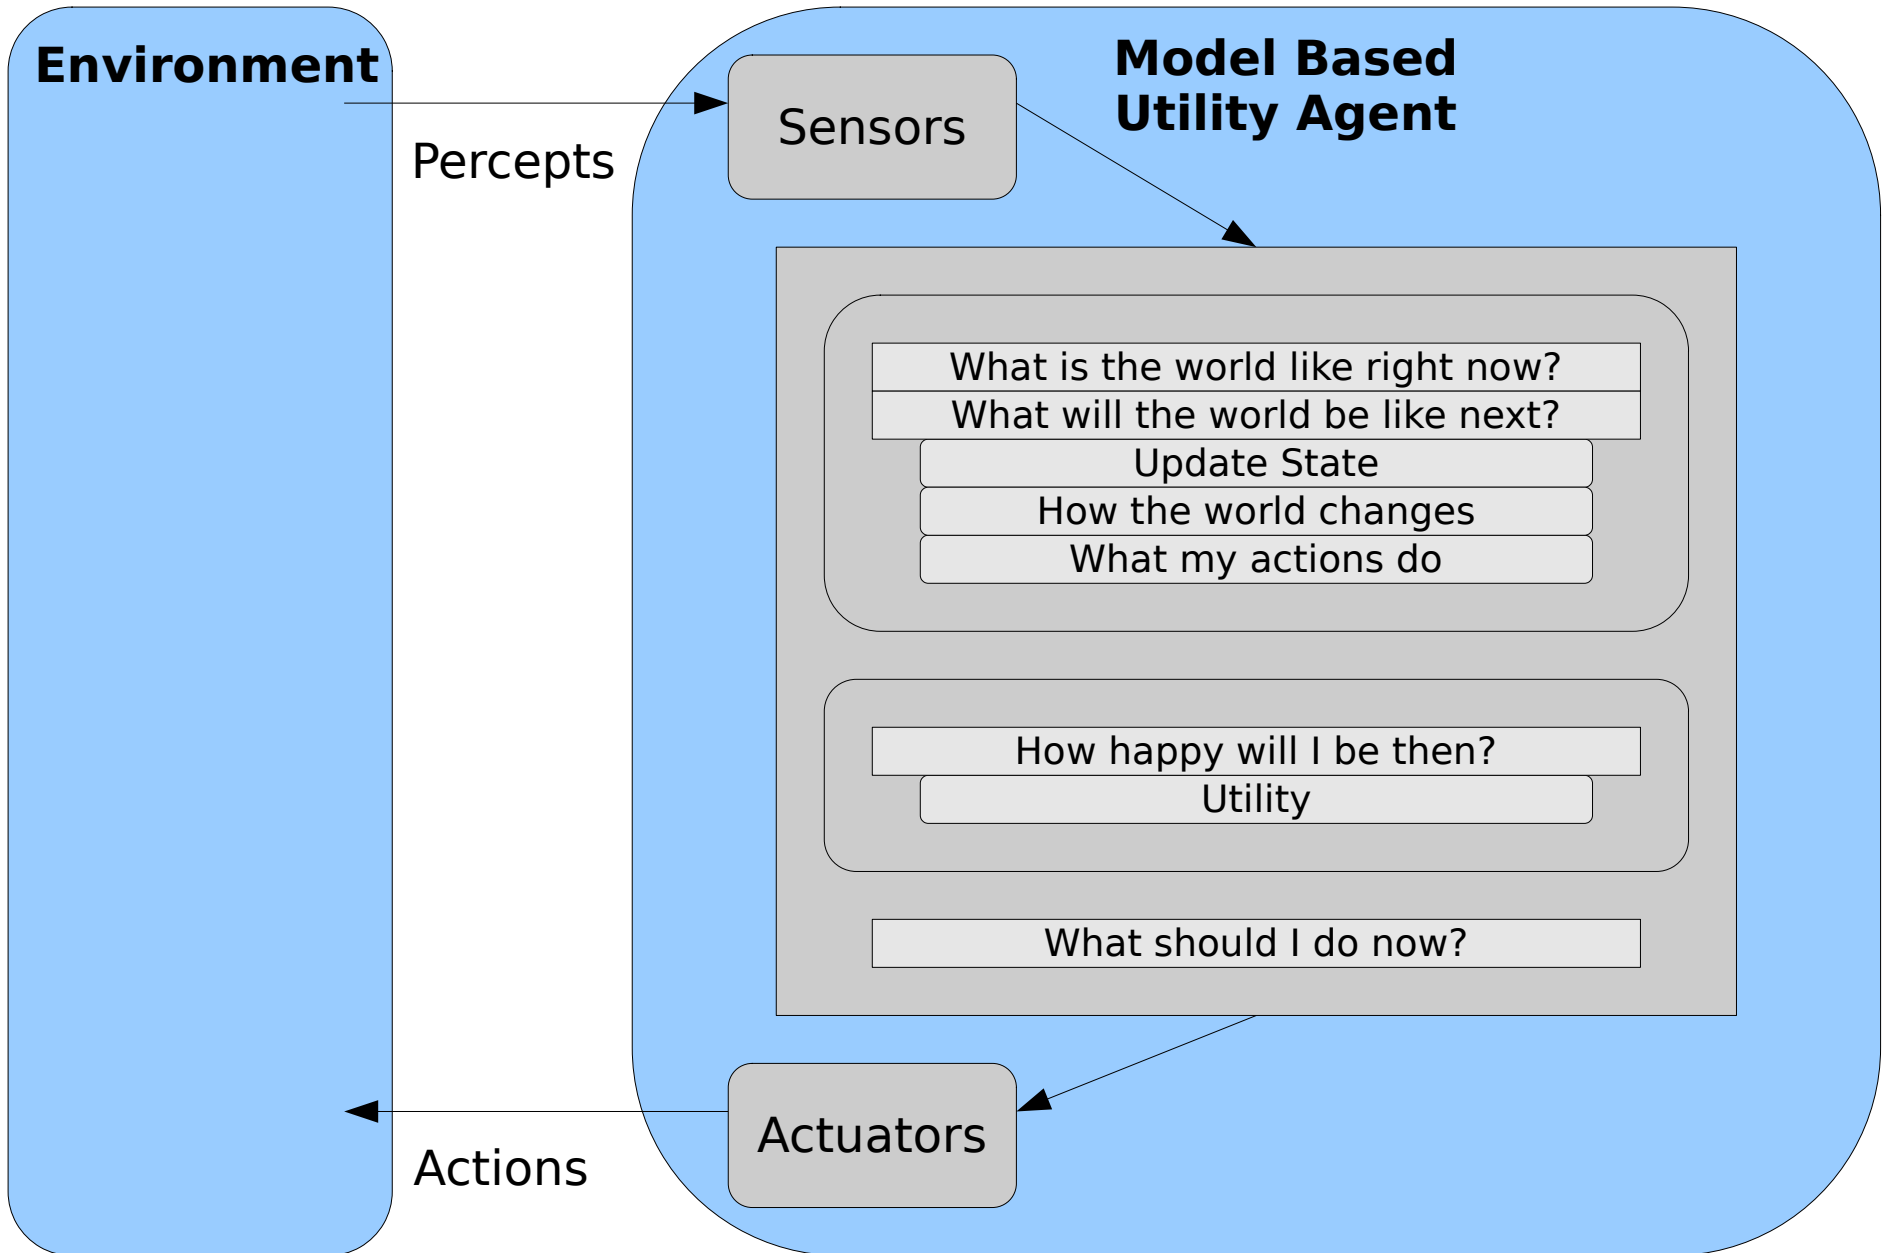 Environment
Model Based
Utility Agent
Sensors
Percepts
What is the world like right now?
What will the world be like next?
Update State
How the world changes
What my actions do
How happy will I be then?
Utility
What should I do now?
Actuators
Actions